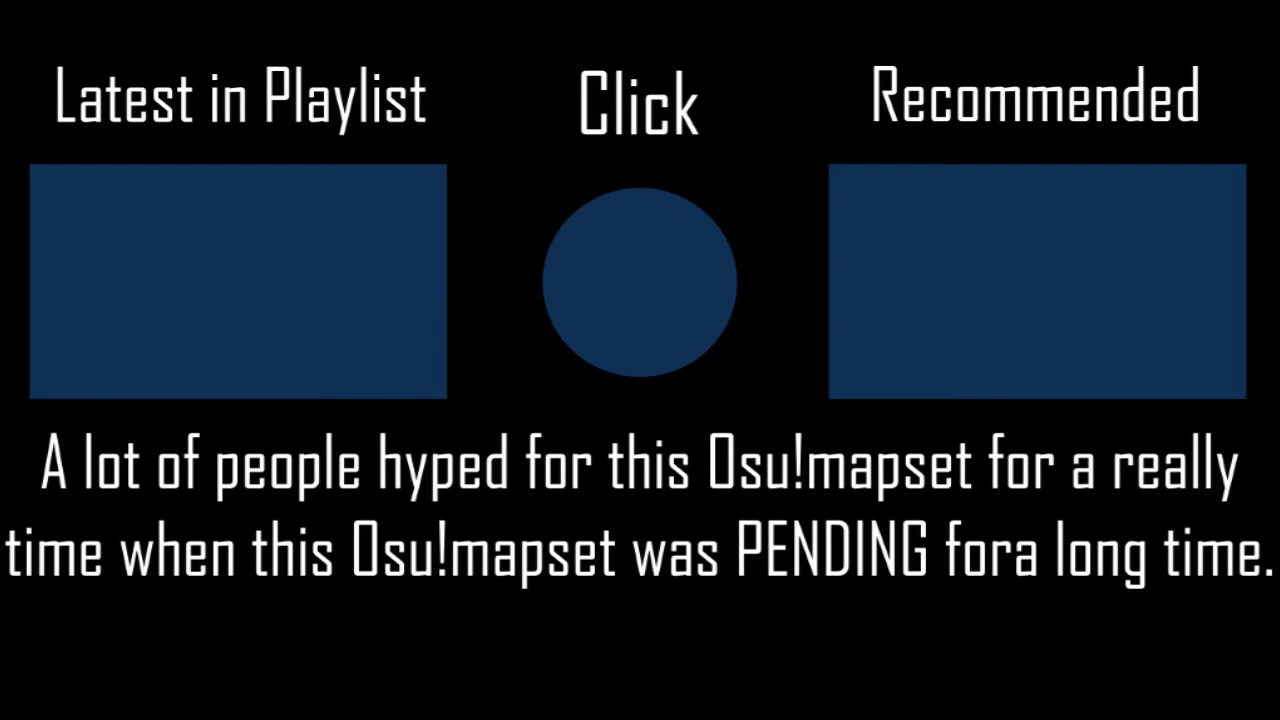 Latest in Playlist
Click
Recommended
A lot of people hyped for this Osu!mapset for a really
time when this Osu!mapset was PENDING fora long time.